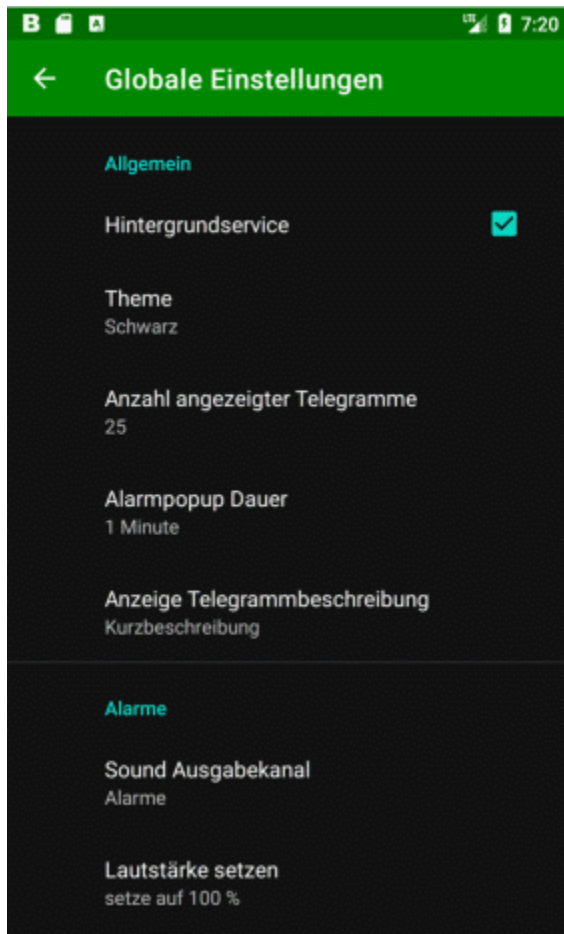 B A LTE 7:20
Globale Einstellungen
Allgemein
Hintergrundservice
Theme
Schwarz
Anzahl angezeigter Telegramme
25
Alarmpopup Dauer
1 Minute
Anzeige Telegrammbeschreibung
Kurzbeschreibung
Alarme
Sound Ausgabekanal
Alarme
Lautstärke setzen
setze auf 100 %